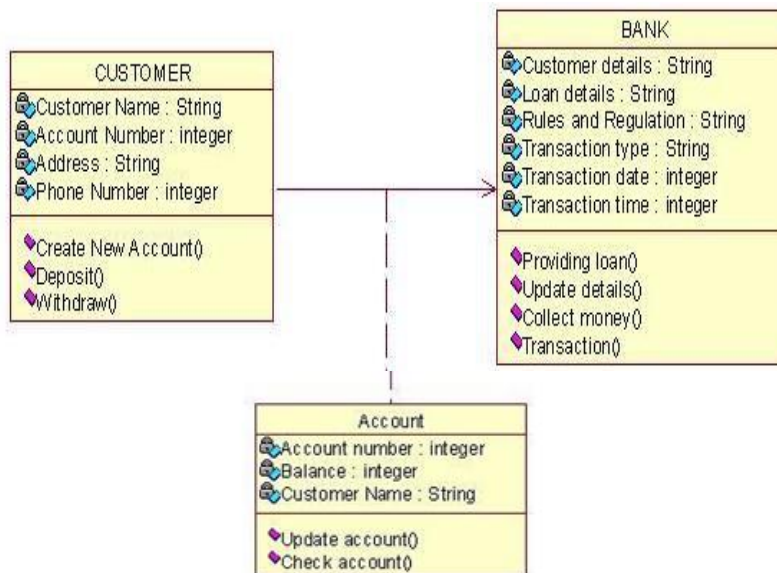 CUSTOMER
Customer Name : String
Account Number : integer
Address : String
Phone Number : integer
Create New Account()
Deposit()
Withdraw()
BANK
Customer details : String
Loan details : String
Rules and Regulation : String
Transaction type : String
Transaction date : integer
Transaction time : integer
Providing loan()
Update details()
Collect money()
Transaction()
Account
Account number : integer
Balance : integer
Customer Name : String
Update account()
Check account()